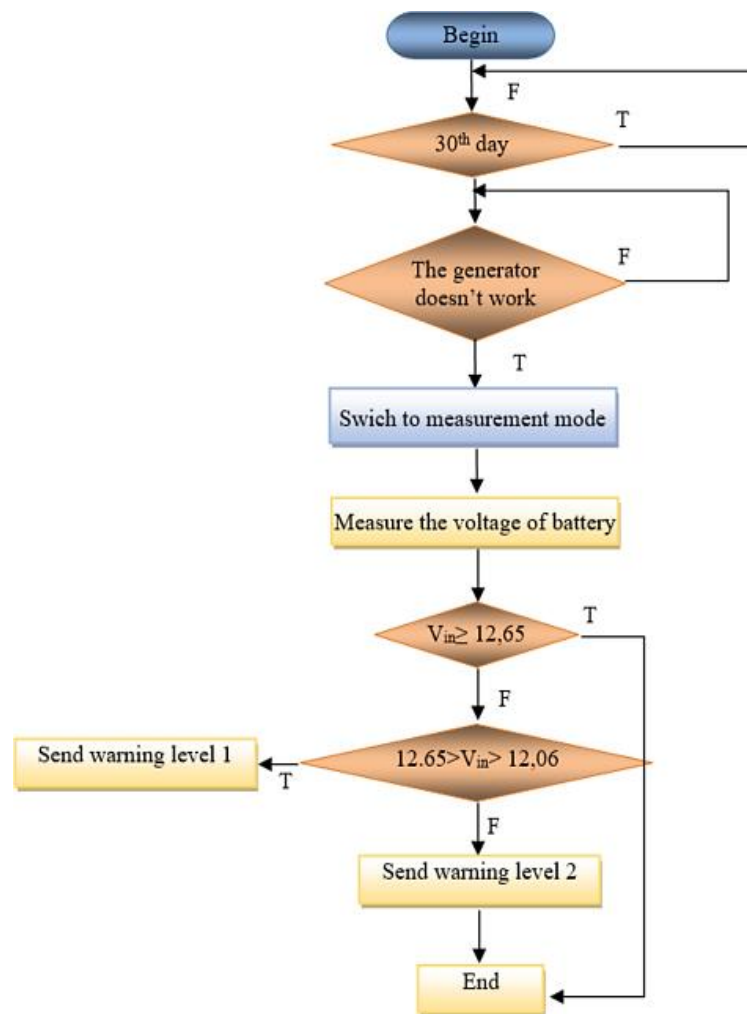 Begin
F
T
30th day
The generator
doesn't work
F
T
Swich to measurement mode
Measure the voltage of battery
Vin≥ 12,65
T
F
Send warning level 1
T
12.65>Vin> 12,06
F
Send warning level 2
End